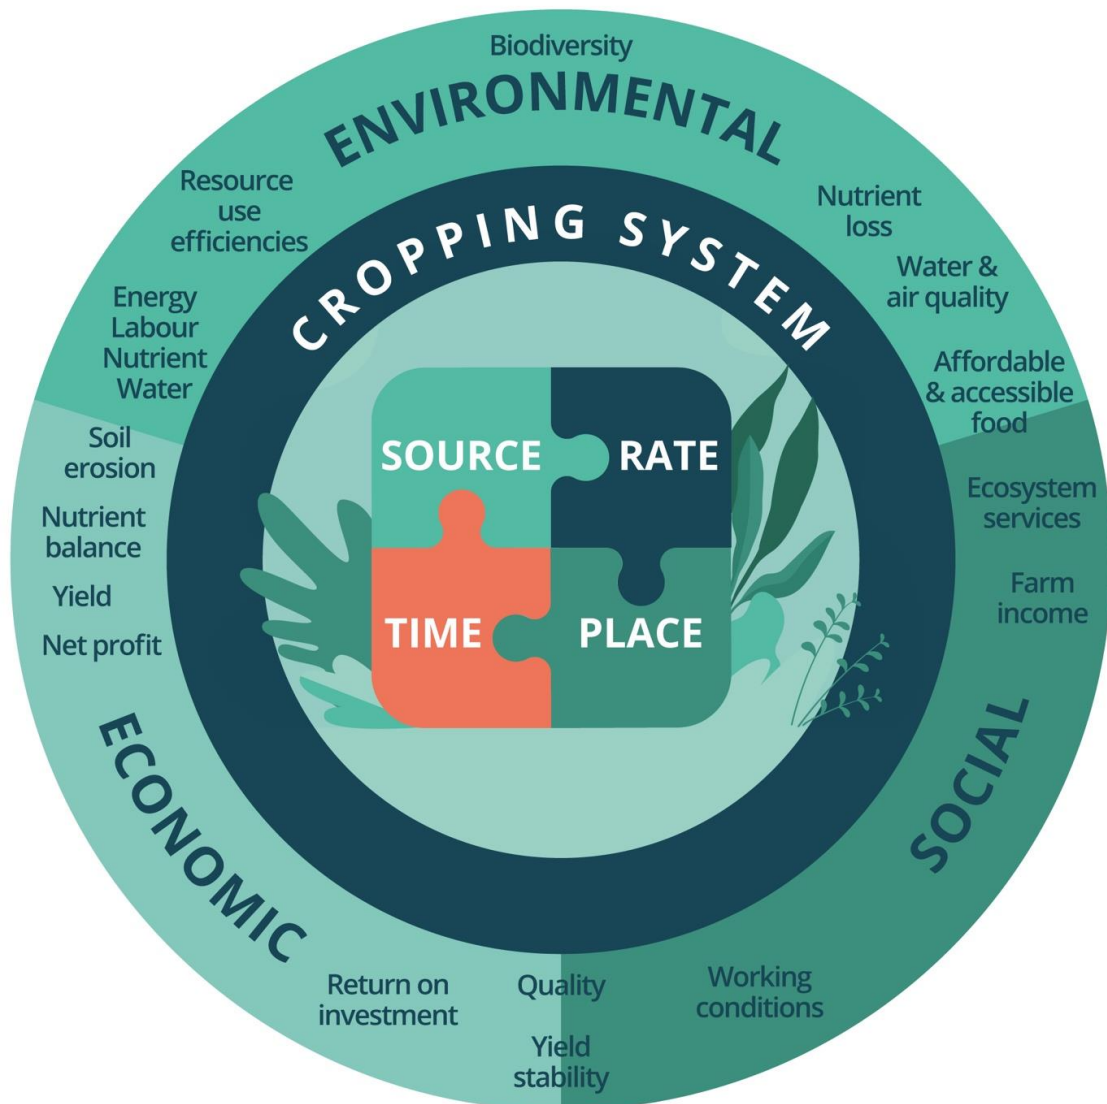 Biodiversity
ENVIRONMENTAL
Resource
use
efficiencies
Energy
Labour
Nutrient
Water
Nutrient
loss
Water &
air quality
Affordable
& accessible
food
CROPPING SYSTEM
SOURCE
RATE
TIME
PLACE
Soil
erosion
Nutrient
balance
Yield
Net profit
ECONOMIC
Return on
investment
Quality
Yield
stability
Ecosystem
services
Farm
income
SOCIAL
Working
conditions